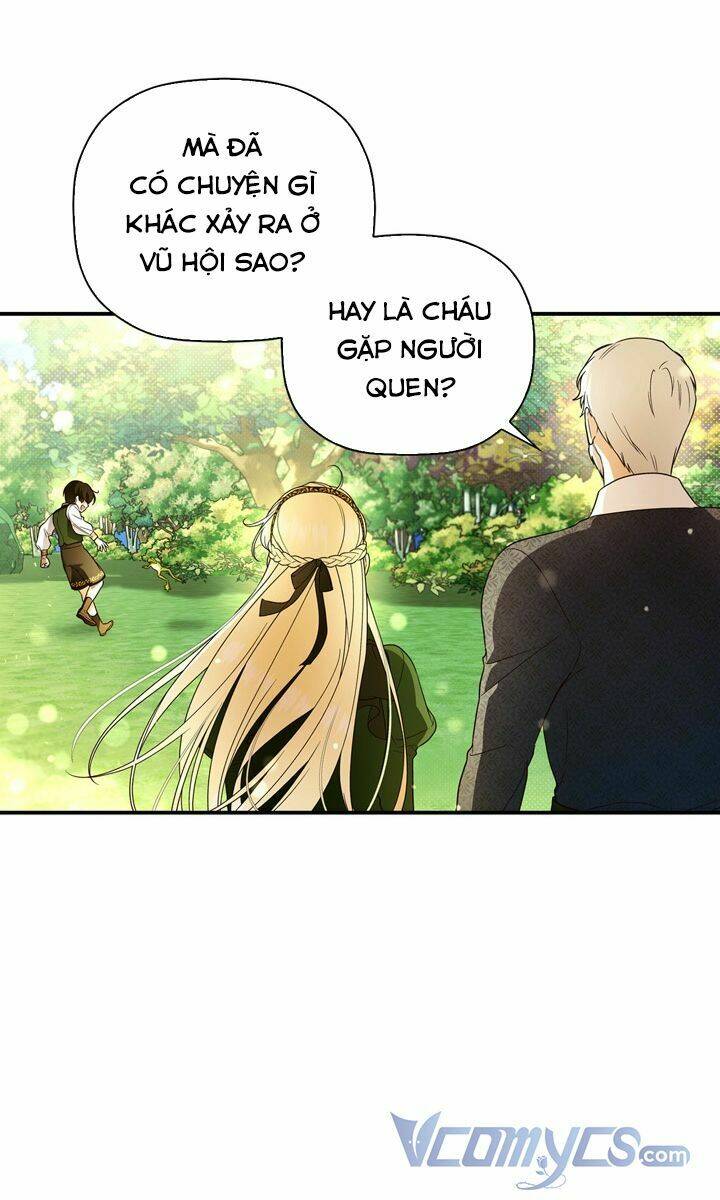 MÀ ĐÃ
CÓ CHUYỆN GÌ
KHÁC XẢY RA Ở
VŨ HỘI SAO?
HAY LÀ CHÁU
GẶP NGƯỜI
QUEN?
Vcomycs.com